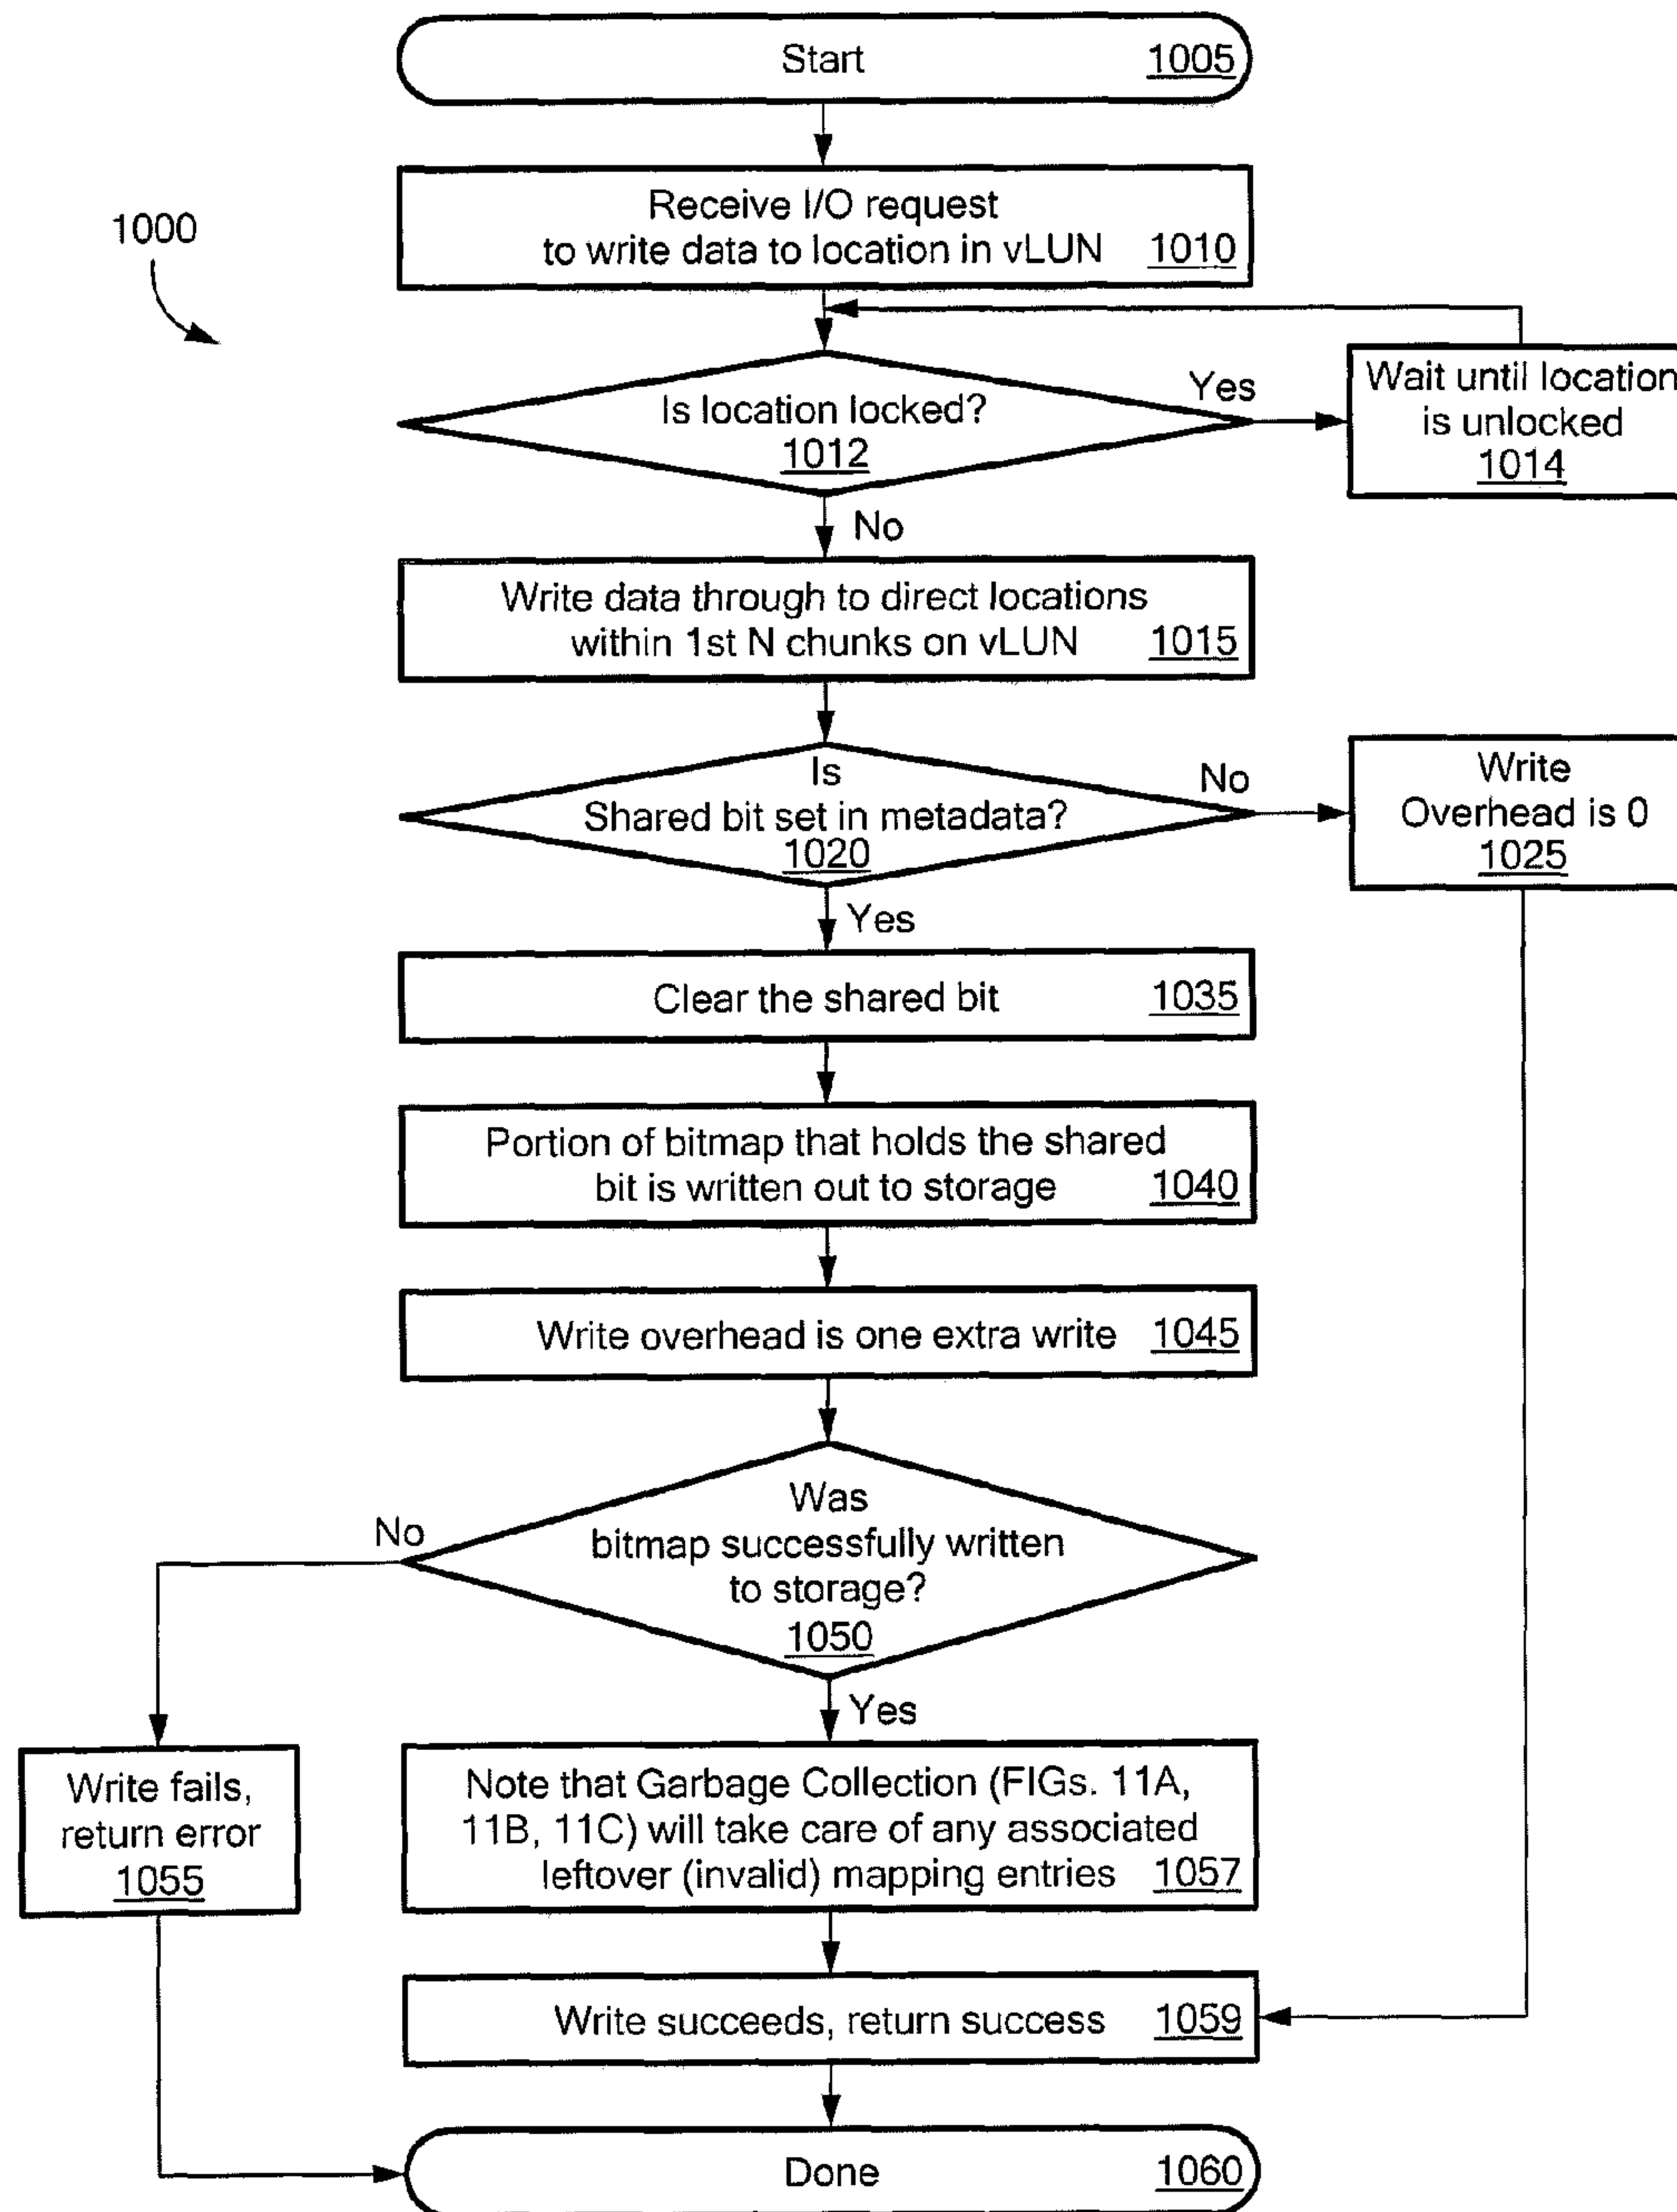 Start 1005
Receive I/O request
to write data to location in vLUN 1010
1000
Is location locked?
1012
Yes
Wait until location
is unlocked
1014
No
Write data through to direct locations
within 1st N chunks on vLUN 1015
Is
Shared bit set in metadata?
1020
No
Write
Overhead is 0
1025
Yes
Clear the shared bit 1035
Portion of bitmap that holds the shared
bit is written out to storage 1040
Write overhead is one extra write 1045
Was
bitmap successfully written
to storage?
1050
No
Yes
Write fails,
return error
1055
Note that Garbage Collection (FIGs. 11A,
11B, 11C) will take care of any associated
leftover (invalid) mapping entries 1057
Write succeeds, return success 1059
Done 1060